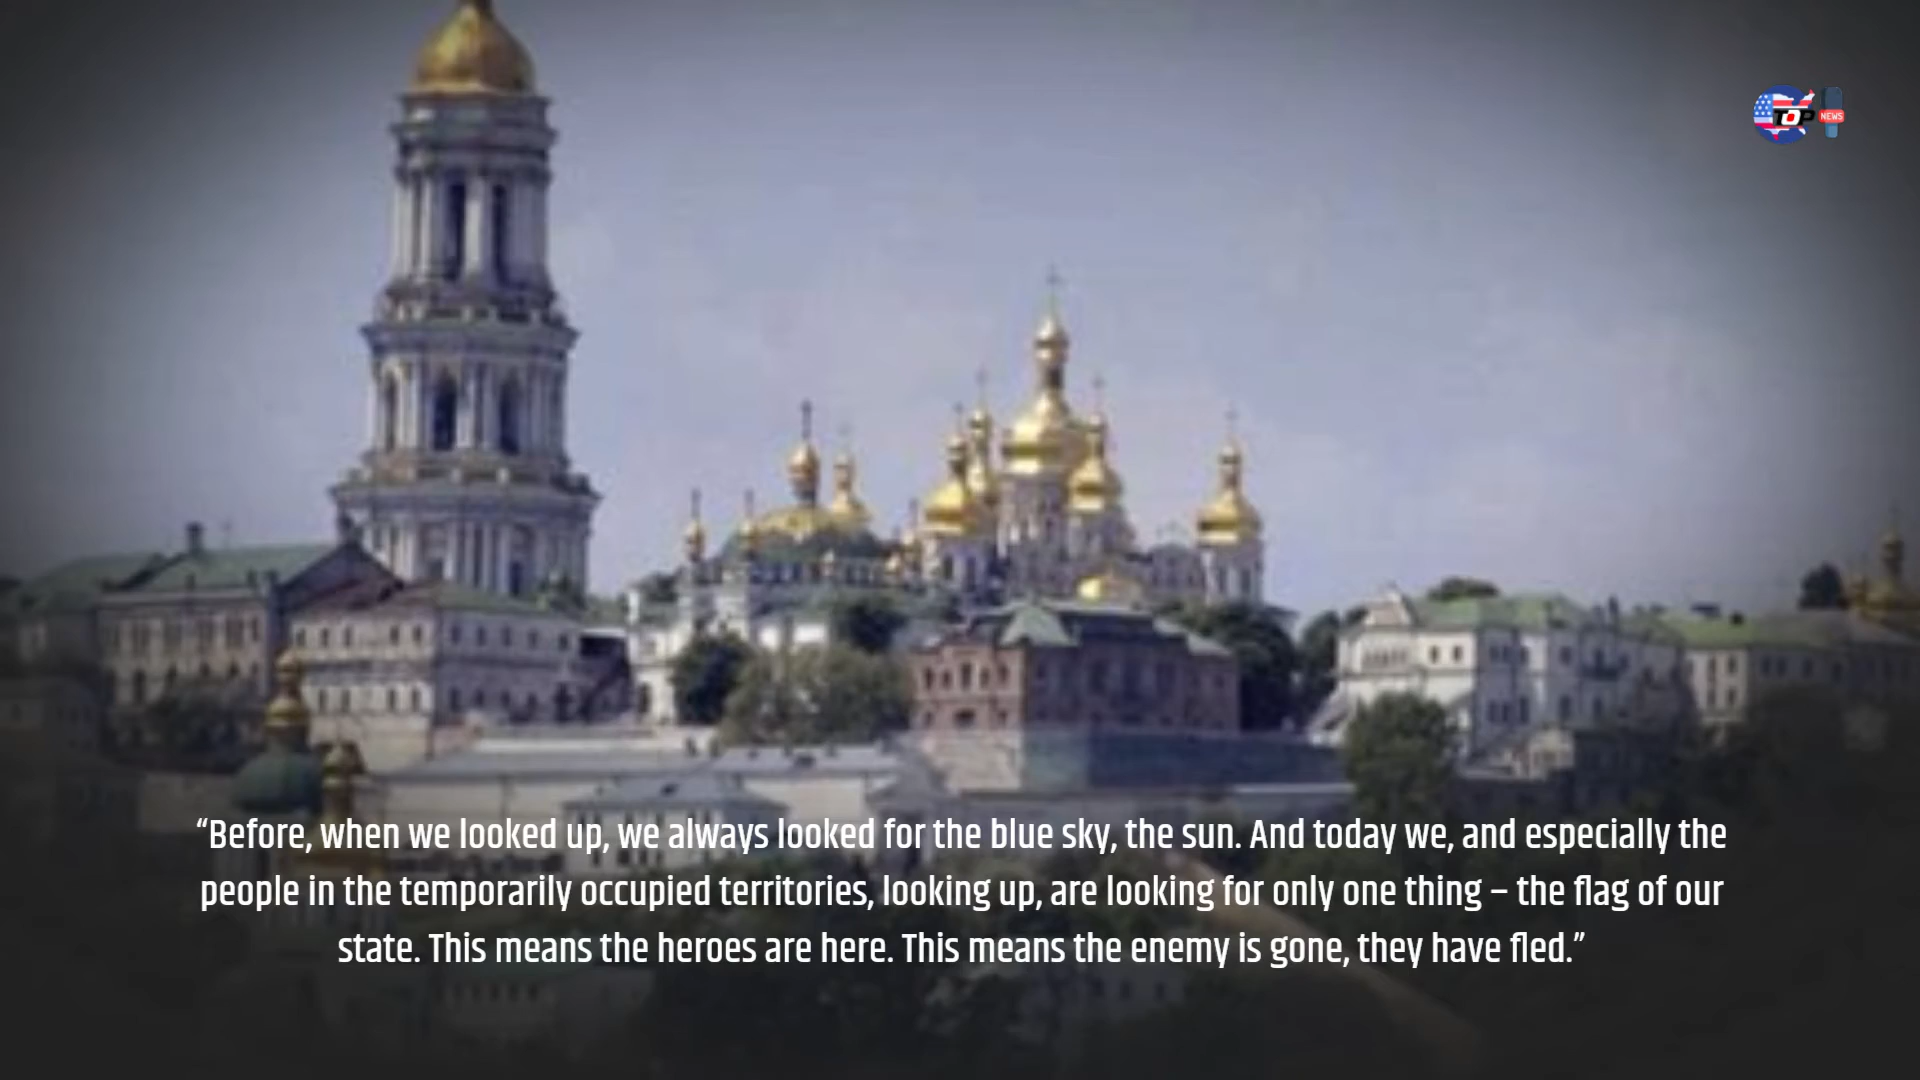 TOP
NEWS
“Before, when we looked up, we always looked for the blue sky, the sun. And today we, and especially the
people in the temporarily occupied territories, looking up, are looking for only one thing – the flag of our
state. This means the heroes are here. This means the enemy is gone, they have fled.”